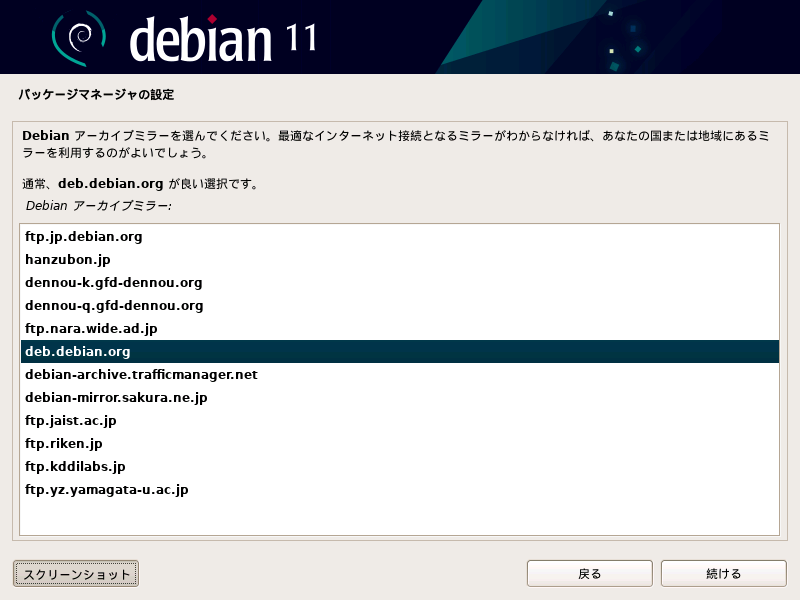 debian 11
パッケージマネージャの設定
Debian アーカイブミラーを選んでください。最適なインターネット接続となるミラーがわからなければ、あなたの国または地域にあるミ
ラーを利用するのがよいでしょう。
通常、deb.debian.org が良い選択です。
Debian アーカイブミラー:
ftp.jp.debian.org
hanzubon.jp
dennou-k.gfd-dennou.org
dennou-q.gfd-dennou.org
ftp.nara.wide.ad.jp
deb.debian.org
debian-archive.trafficmanager.net
debian-mirror.sakura.ne.jp
ftp.jaist.ac.jp
ftp.riken.jp
ftp.kddilabs.jp
ftp.yz.yamagata-u.ac.jp
スクリーンショット 戻る 続ける